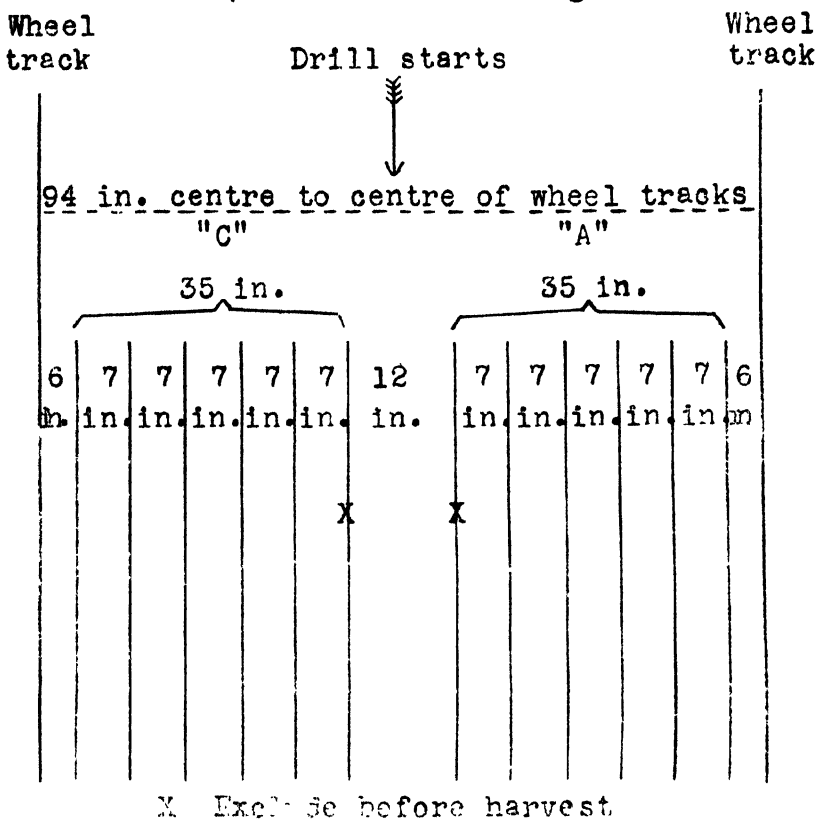 Wheel track
Wheel track
Drill starts
94 in. centre to centre of wheel tracks
"C" "A"
35 in. 35 in.
6 7 7 7 7 7 12 7 7 7 7 7 6
in. in. in. in. in. in. in. in. in. in. in. in. in
X X
X before harvest